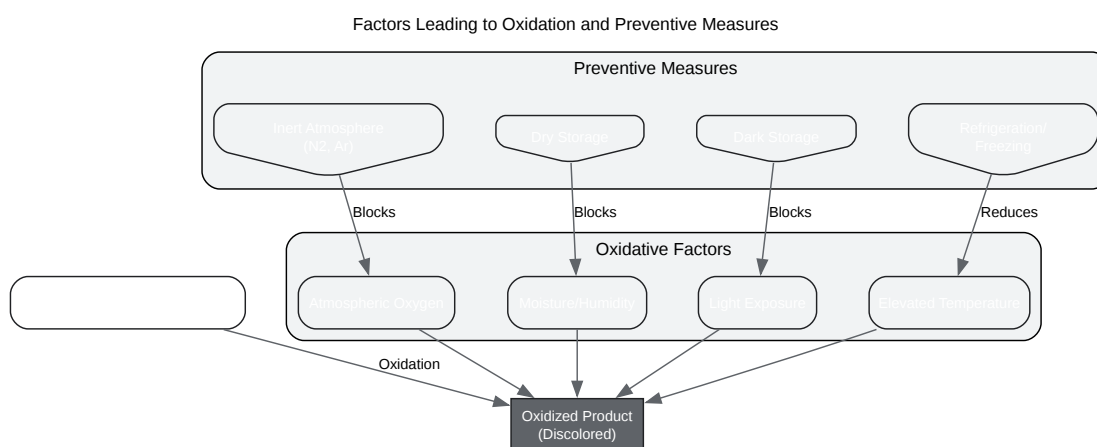 Factors Leading to Oxidation and Preventive Measures
Preventive Measures
Inert Atmosphere
(N2, Ar)
Dry Storage
Dark Storage
Refrigeration/
Freezing
Blocks
Blocks
Blocks
Reduces
Oxidative Factors
Atmospheric Oxygen
Moisture/Humidity
Light Exposure
Elevated Temperature
Oxidation
Oxidized Product
(Discolored)